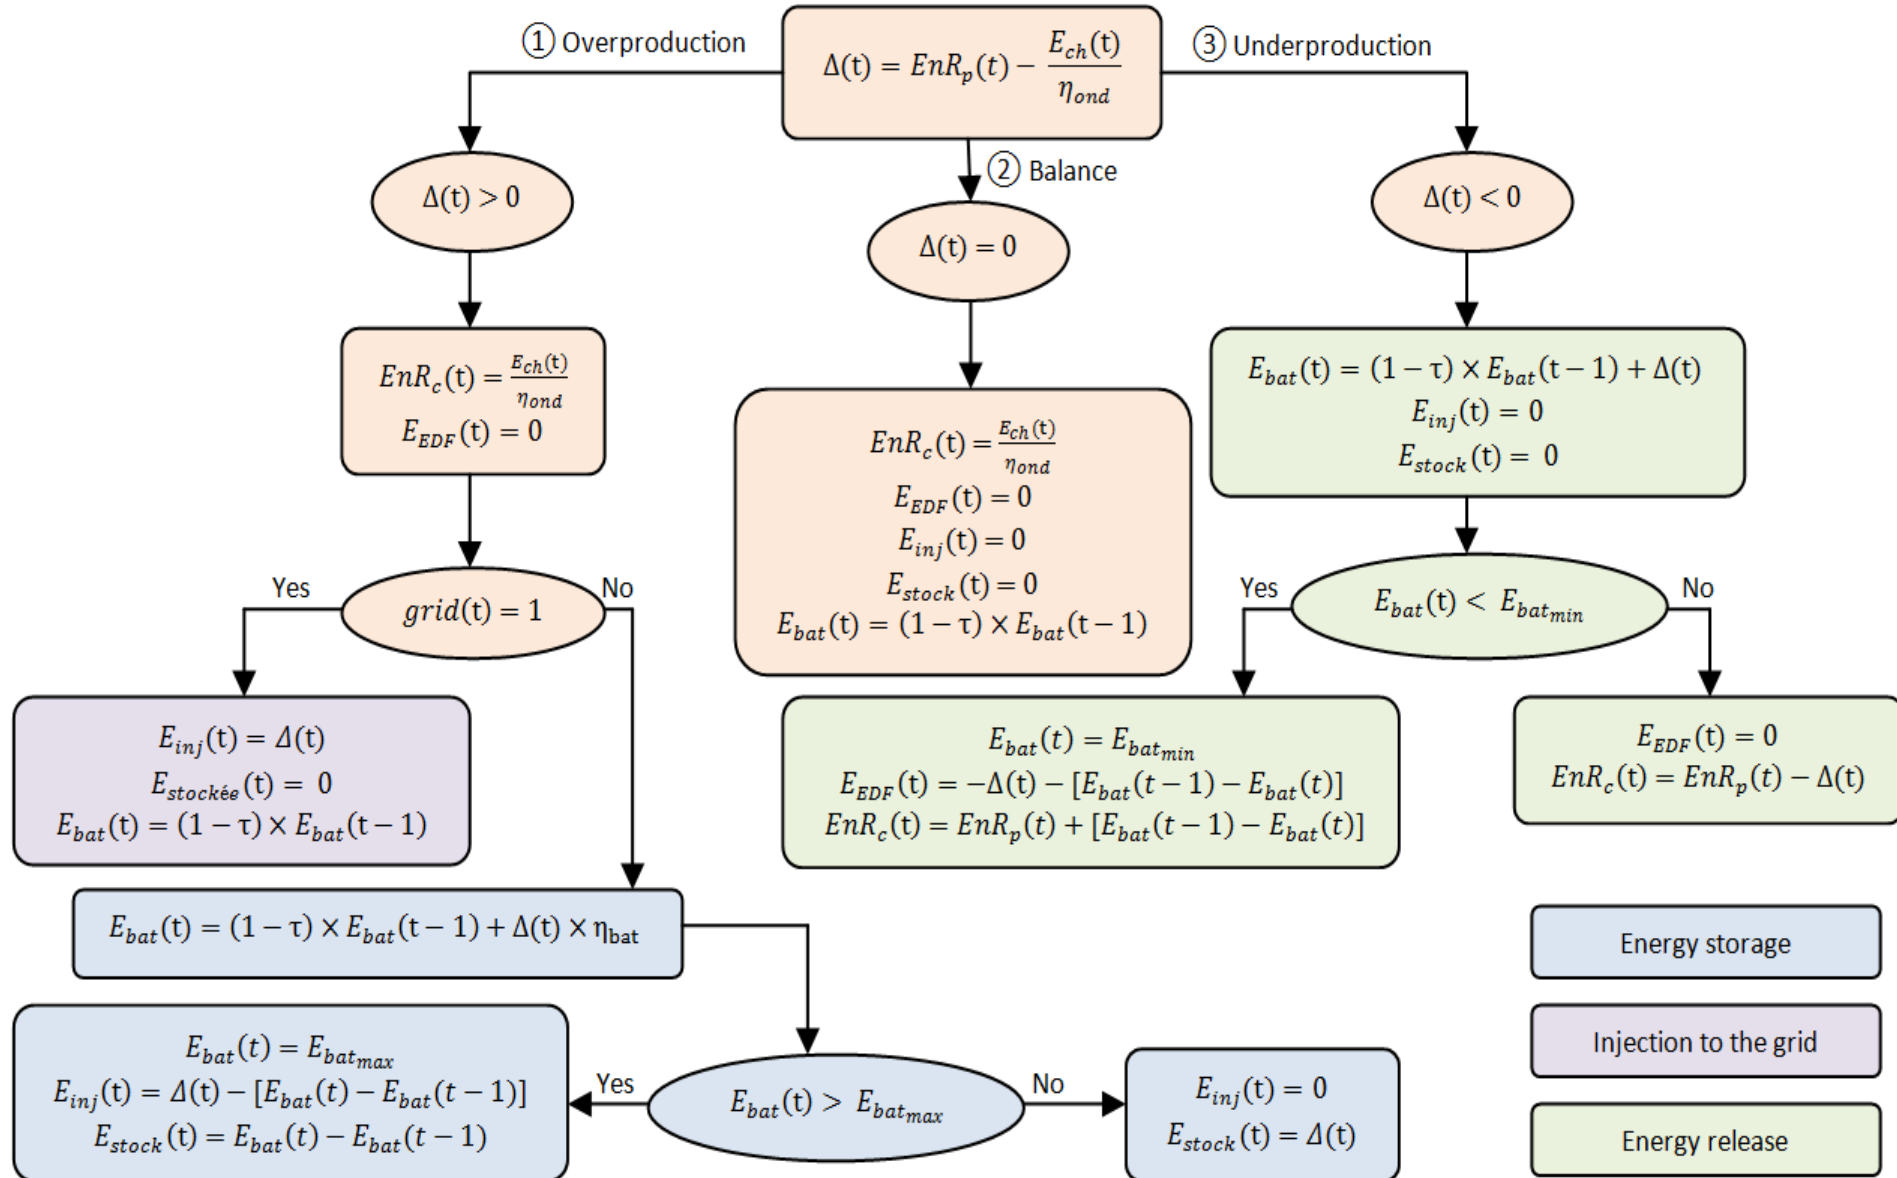 ① Overproduction
Δ(t) = EnR_p(t) − E_ch(t)/η_ond
③ Underproduction
② Balance
Δ(t) > 0
Δ(t) = 0
Δ(t) < 0
EnR_c(t) = E_ch(t)/η_ond
E_EDF(t) = 0
EnR_c(t) = E_ch(t)/η_ond
E_EDF(t) = 0
E_inj(t) = 0
E_stock(t) = 0
E_bat(t) = (1 − τ) × E_bat(t − 1)
E_bat(t) = (1 − τ) × E_bat(t − 1) + Δ(t)
E_inj(t) = 0
E_stock(t) = 0
Yes
grid(t) = 1
No
Yes
E_bat(t) < E_bat_min
No
E_inj(t) = Δ(t)
E_stockée(t) = 0
E_bat(t) = (1 − τ) × E_bat(t − 1)
E_bat(t) = E_bat_min
E_EDF(t) = −Δ(t) − [E_bat(t − 1) − E_bat(t)]
EnR_c(t) = EnR_p(t) + [E_bat(t − 1) − E_bat(t)]
E_EDF(t) = 0
EnR_c(t) = EnR_p(t) − Δ(t)
E_bat(t) = (1 − τ) × E_bat(t − 1) + Δ(t) × η_bat
E_bat(t) = E_bat_max
E_inj(t) = Δ(t) − [E_bat(t) − E_bat(t − 1)]
E_stock(t) = E_bat(t) − E_bat(t − 1)
Yes
E_bat(t) > E_bat_max
No
E_inj(t) = 0
E_stock(t) = Δ(t)
Energy storage
Injection to the grid
Energy release